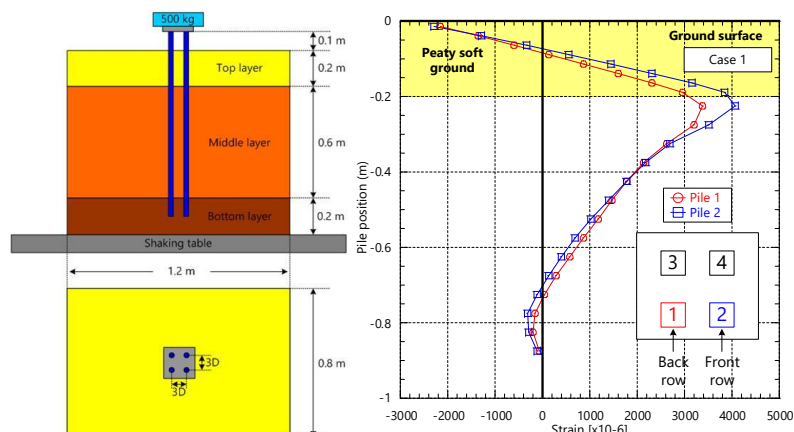 500 kg
0.1 m
Top layer
0.2 m
Middle layer
0.6 m
Bottom layer
0.2 m
Shaking table
1.2 m
3D
3D
0.8 m
0
-0.2
-0.4
-0.6
-0.8
-1
Pile position (m)
Peaty soft
ground
Ground surface
Case 1
Pile 1
Pile 2
3 4
1 2
Back Front
row row
-3000 -2000 -1000 0 1000 2000 3000 4000 5000
Strain [x10-6]